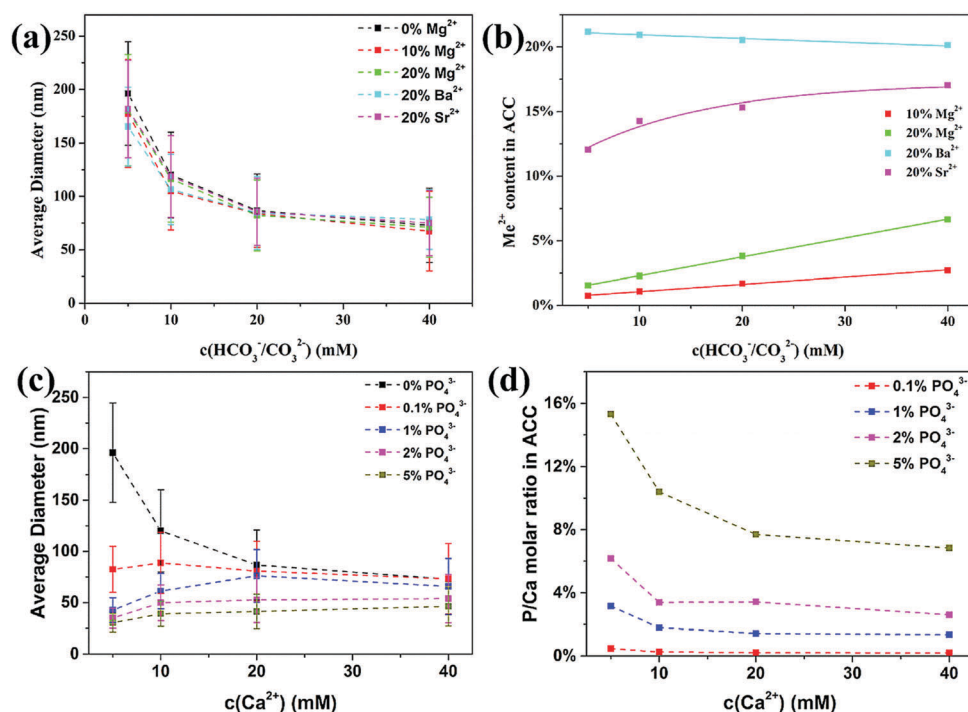 (a)
0% Mg²⁺
10% Mg²⁺
20% Mg²⁺
20% Ba²⁺
20% Sr²⁺
250
200
150
100
50
0
Average Diameter (nm)
0 10 20 30 40
c(HCO₃⁻/CO₃²⁻) (mM)
(b)
20%
15%
10%
5%
0%
Me²⁺ content in ACC
10% Mg²⁺
20% Mg²⁺
20% Ba²⁺
20% Sr²⁺
10 20 30 40
c(HCO₃⁻/CO₃²⁻) (mM)
(c)
0% PO₄³⁻
0.1% PO₄³⁻
1% PO₄³⁻
2% PO₄³⁻
5% PO₄³⁻
250
200
150
100
50
0
Average Diameter (nm)
10 20 30 40
c(Ca²⁺) (mM)
(d)
0.1% PO₄³⁻
1% PO₄³⁻
2% PO₄³⁻
5% PO₄³⁻
16%
12%
8%
4%
0%
P/Ca molar ratio in ACC
10 20 30 40
c(Ca²⁺) (mM)